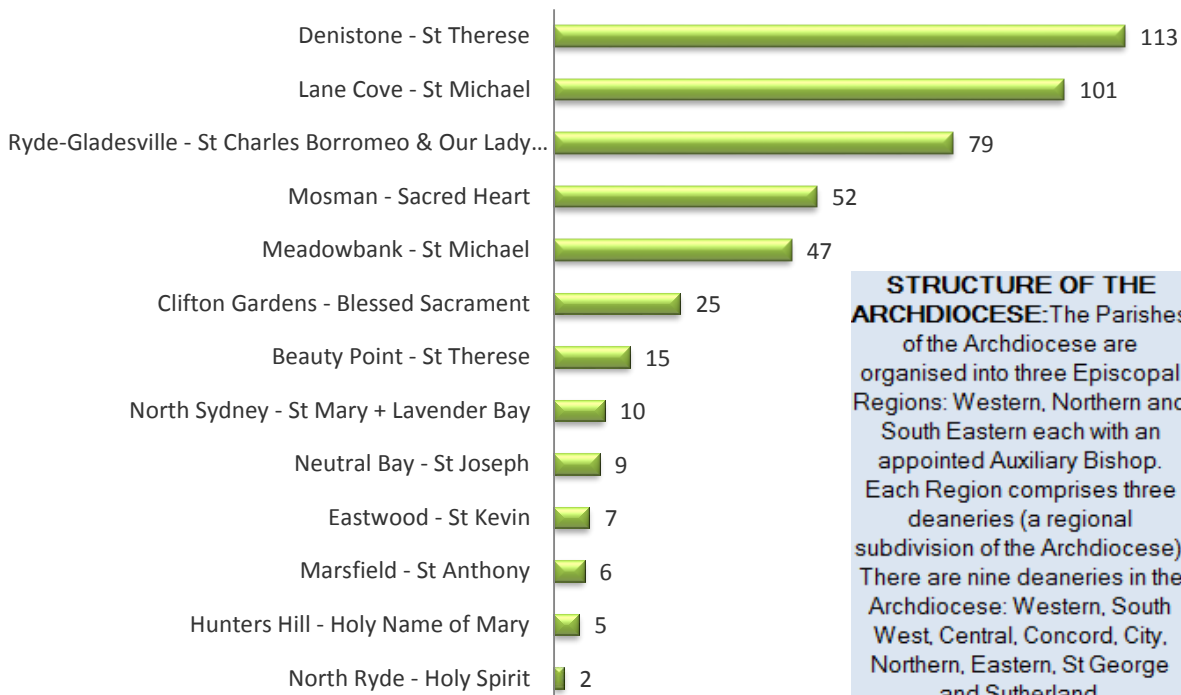 Denistone - St Therese 113
Lane Cove - St Michael 101
Ryde-Gladesville - St Charles Borromeo & Our Lady... 79
Mosman - Sacred Heart 52
Meadowbank - St Michael 47
Clifton Gardens - Blessed Sacrament 25
Beauty Point - St Therese 15
North Sydney - St Mary + Lavender Bay 10
Neutral Bay - St Joseph 9
Eastwood - St Kevin 7
Marsfield - St Anthony 6
Hunters Hill - Holy Name of Mary 5
North Ryde - Holy Spirit 2
STRUCTURE OF THE
ARCHDIOCESE:The Parishes
of the Archdiocese are
organised into three Episcopal
Regions: Western, Northern and
South Eastern each with an
appointed Auxiliary Bishop.
Each Region comprises three
deaneries (a regional
subdivision of the Archdiocese)
There are nine deaneries in the
Archdiocese: Western, South
West, Central, Concord, City,
Northern, Eastern, St George
and Sutherland